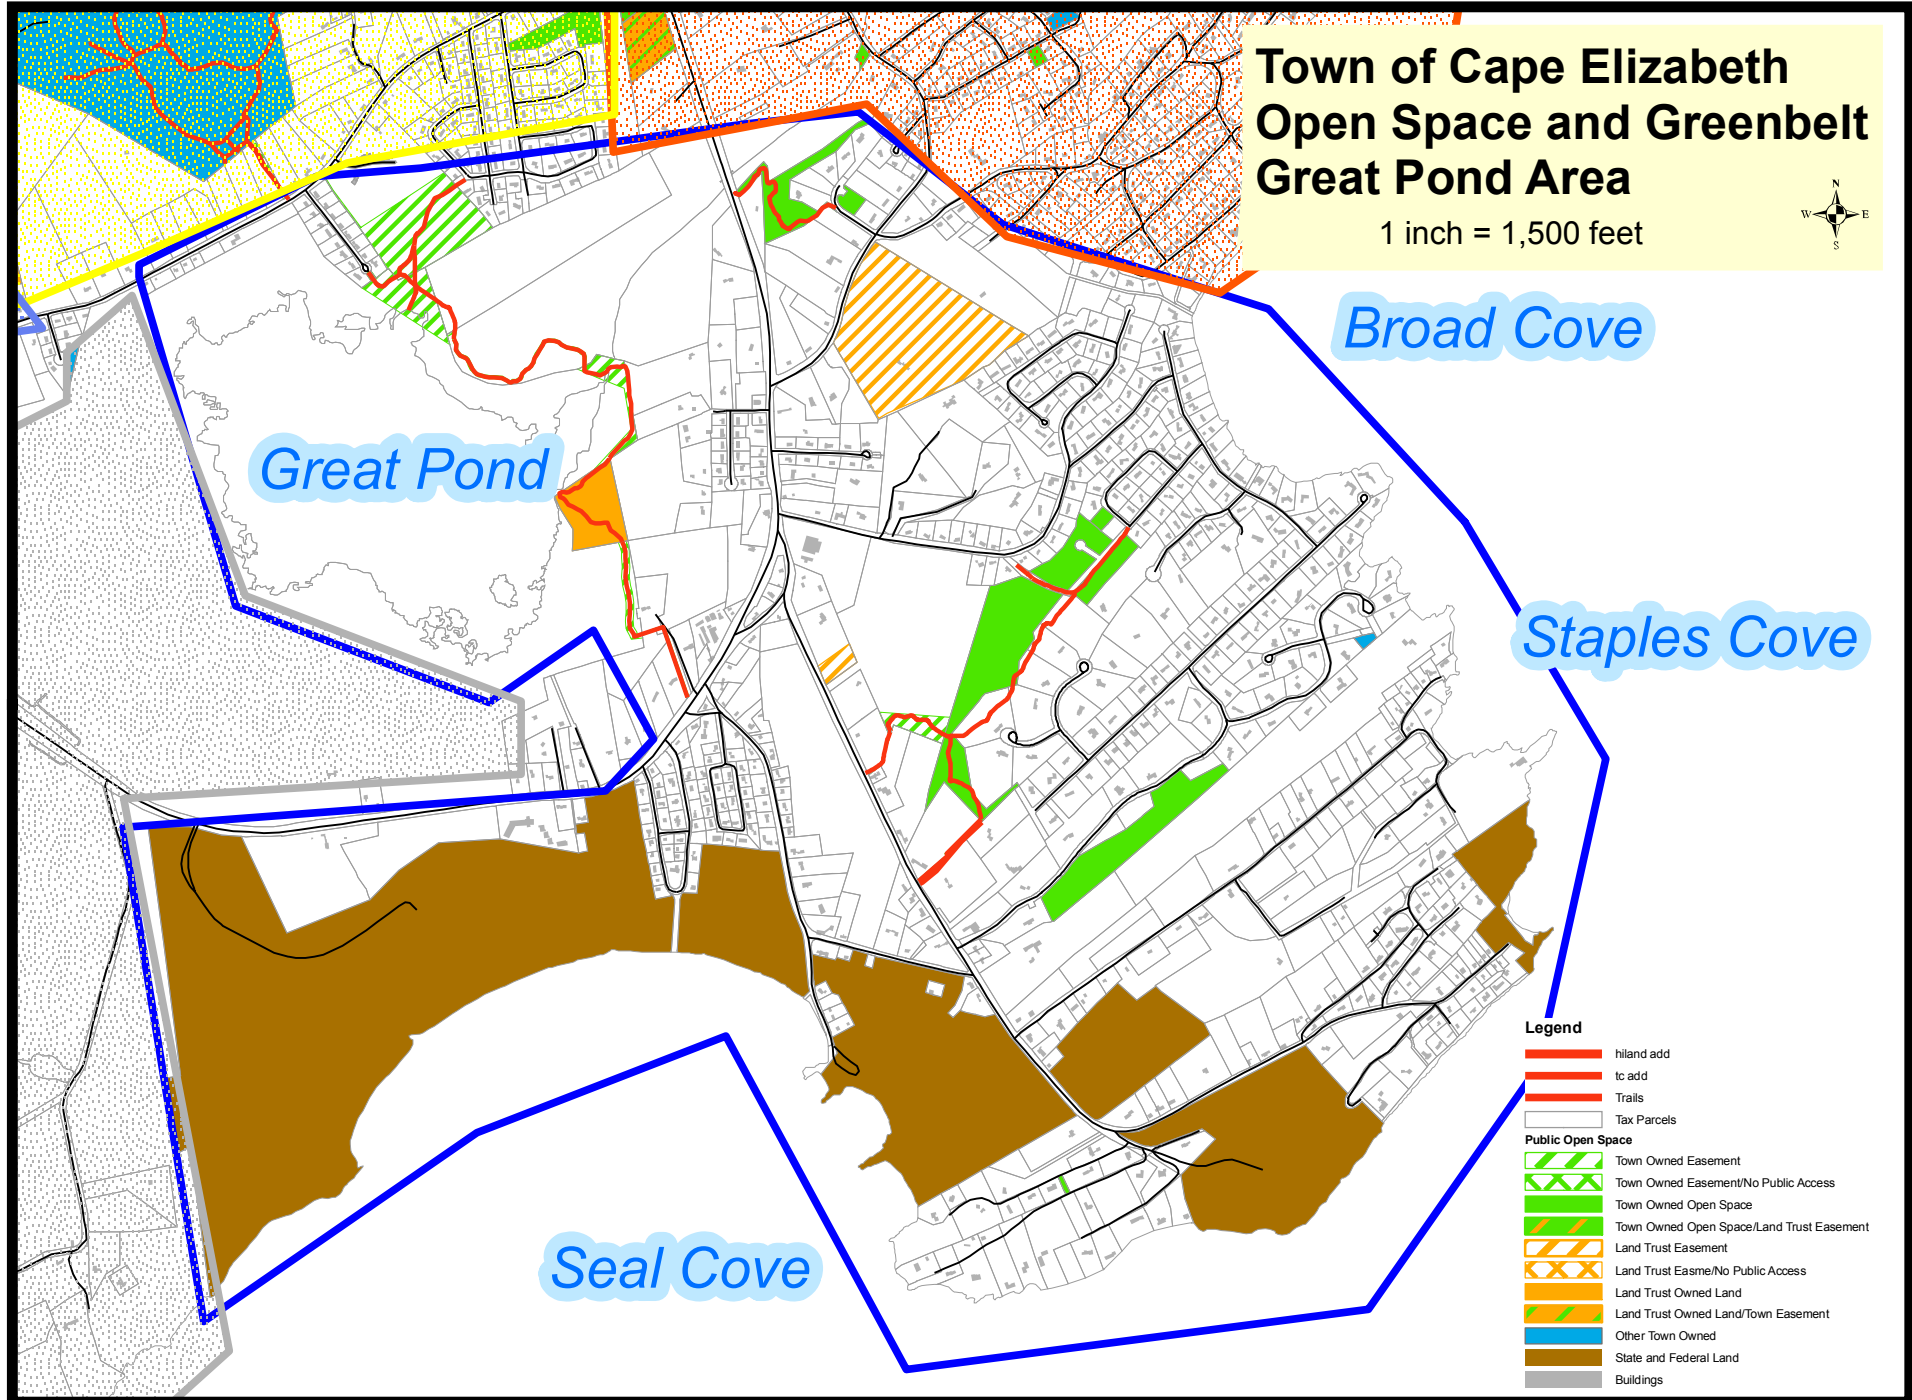 Town of Cape Elizabeth
Open Space and Greenbelt
Great Pond Area
1 inch = 1,500 feet
N
W E
S
Broad Cove
Great Pond
Staples Cove
Seal Cove
Legend
hiland add
tc add
Trails
Tax Parcels
Public Open Space
Town Owned Easement
Town Owned Easement/No Public Access
Town Owned Open Space
Town Owned Open Space/Land Trust Easement
Land Trust Easement
Land Trust Easme/No Public Access
Land Trust Owned Land
Land Trust Owned Land/Town Easement
Other Town Owned
State and Federal Land
Buildings